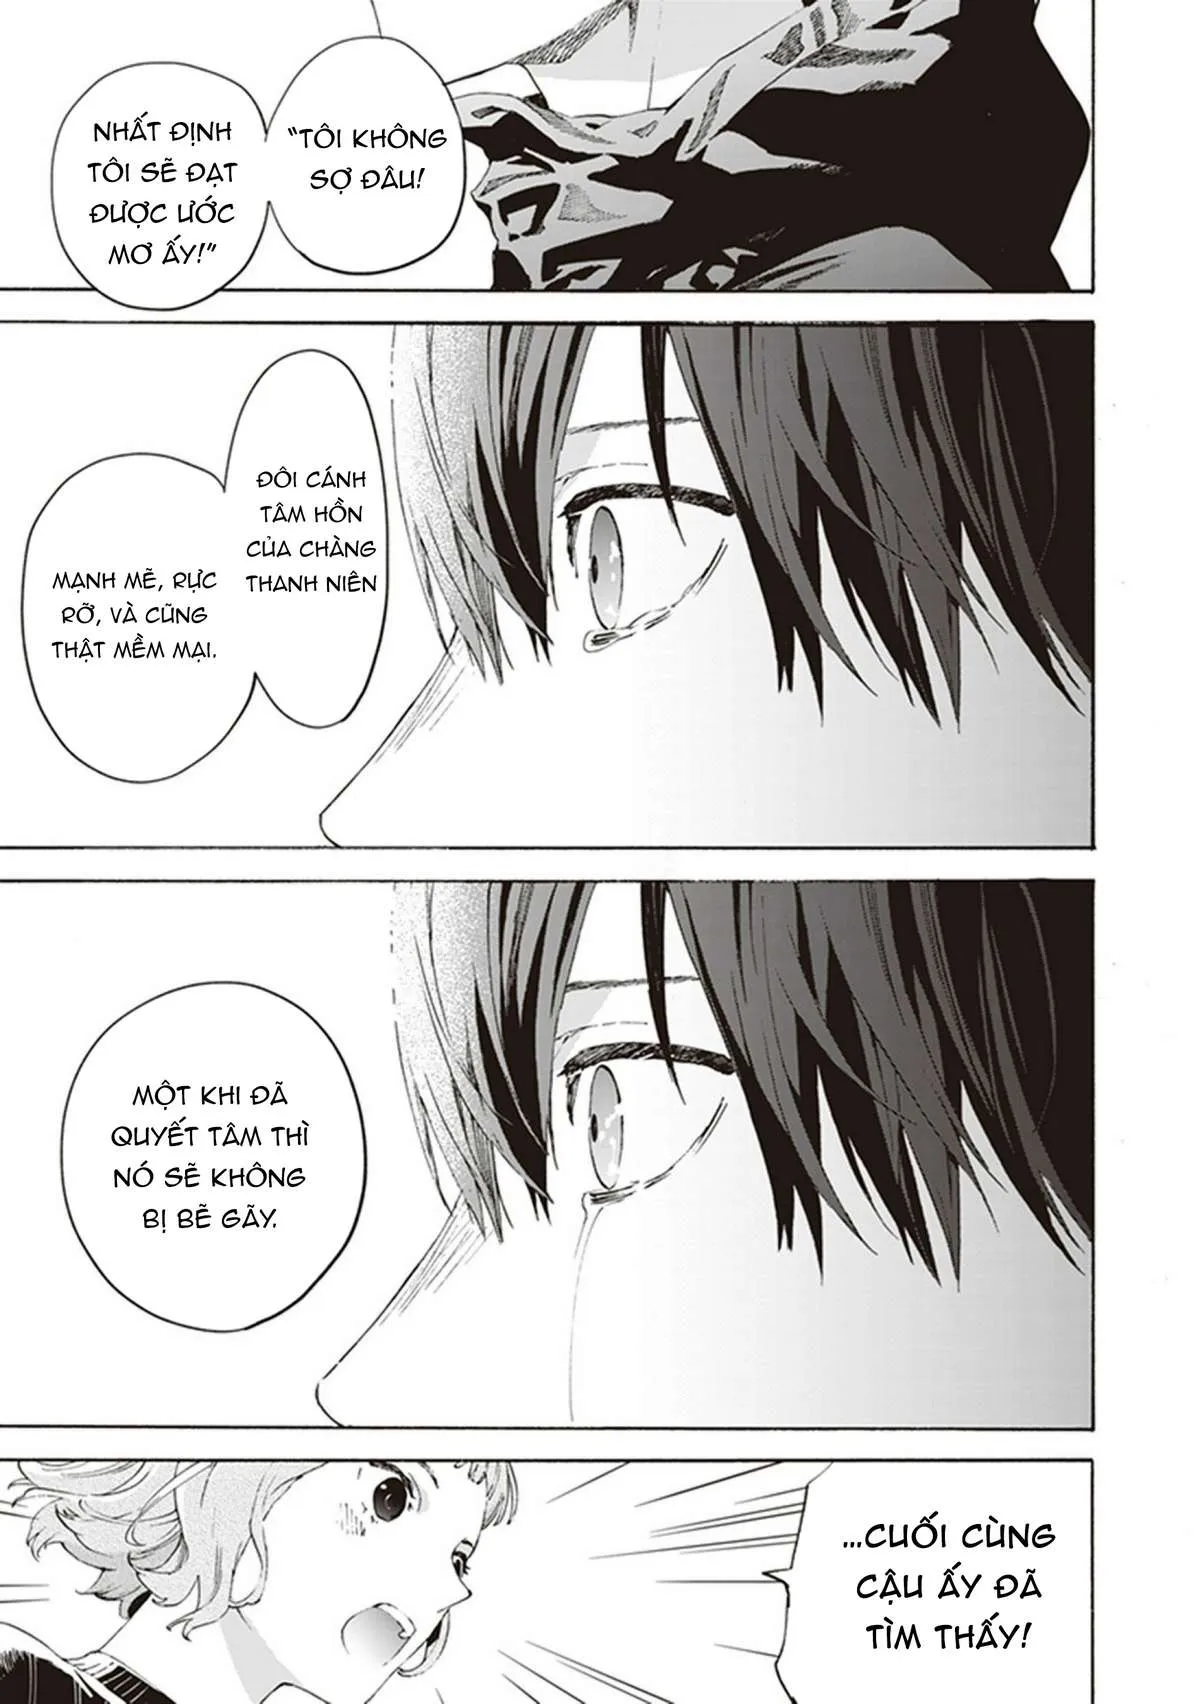 “TÔI KHÔNG
SỢ ĐÂU!
NHẤT ĐỊNH
TÔI SẼ ĐẠT
ĐƯỢC ƯỚC
MƠ ẤY!”
ĐÔI CÁNH
TÂM HỒN
CỦA CHÀNG
THANH NIÊN
MẠNH MẼ, RỰC
RỠ, VÀ CŨNG
THẬT MỀM MẠI.
MỘT KHI ĐÃ
QUYẾT TÂM THÌ
NÓ SẼ KHÔNG
BỊ BẺ GÃY.
...CUỐI CÙNG
CẬU ẤY ĐÃ
TÌM THẤY!